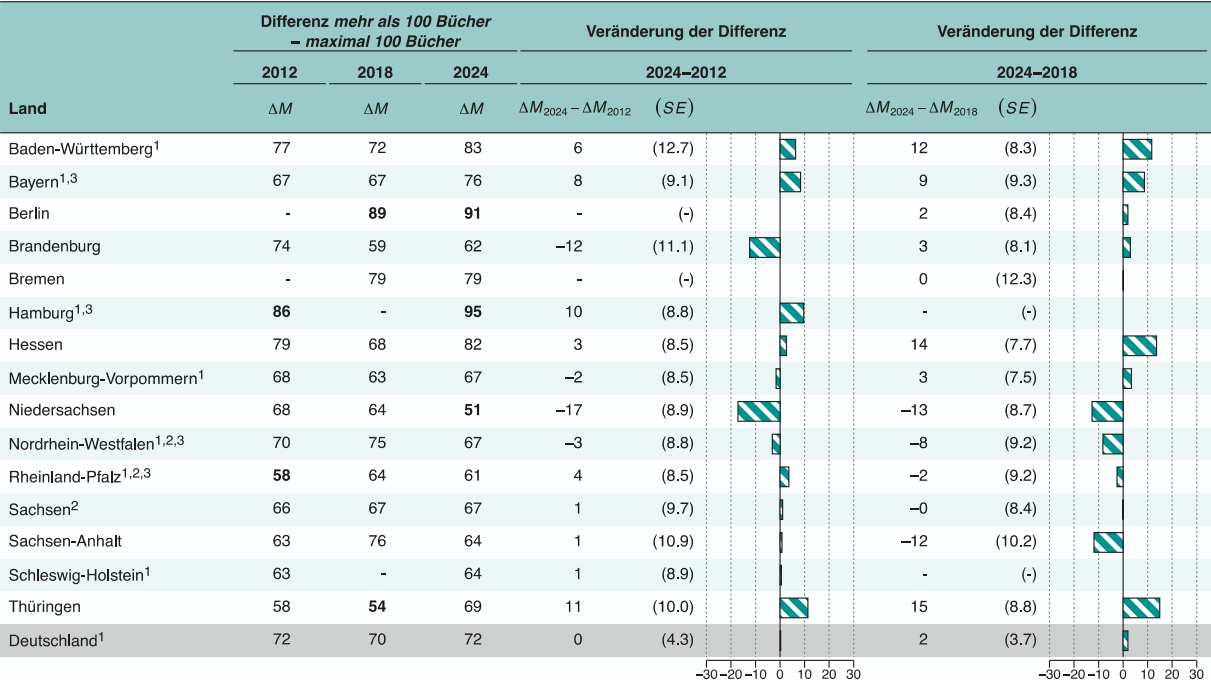 Differenz mehr als 100 Bücher – maximal 100 Bücher Veränderung der Differenz Veränderung der Differenz
2012 2018 2024 2024–2012 2024–2018
Land ΔM ΔM ΔM ΔM2024 – ΔM2012 (SE) ΔM2024 – ΔM2018 (SE)
Baden-Württemberg1 77 72 83 6 (12.7) 12 (8.3)
Bayern1,3 67 67 76 8 (9.1) 9 (9.3)
Berlin - 89 91 - (-) 2 (8.4)
Brandenburg 74 59 62 –12 (11.1) 3 (8.1)
Bremen - 79 79 - (-) 0 (12.3)
Hamburg1,3 86 - 95 10 (8.8) - (-)
Hessen 79 68 82 3 (8.5) 14 (7.7)
Mecklenburg-Vorpommern1 68 63 67 –2 (8.5) 3 (7.5)
Niedersachsen 68 64 51 –17 (8.9) –13 (8.7)
Nordrhein-Westfalen1,2,3 70 75 67 –3 (8.8) –8 (9.2)
Rheinland-Pfalz1,2,3 58 64 61 4 (8.5) –2 (9.2)
Sachsen2 66 67 67 1 (9.7) –0 (8.4)
Sachsen-Anhalt 63 76 64 1 (10.9) –12 (10.2)
Schleswig-Holstein1 63 - 64 1 (8.9) - (-)
Thüringen 58 54 69 11 (10.0) 15 (8.8)
Deutschland1 72 70 72 0 (4.3) 2 (3.7)
–30 –20 –10 0 10 20 30 –30 –20 –10 0 10 20 30